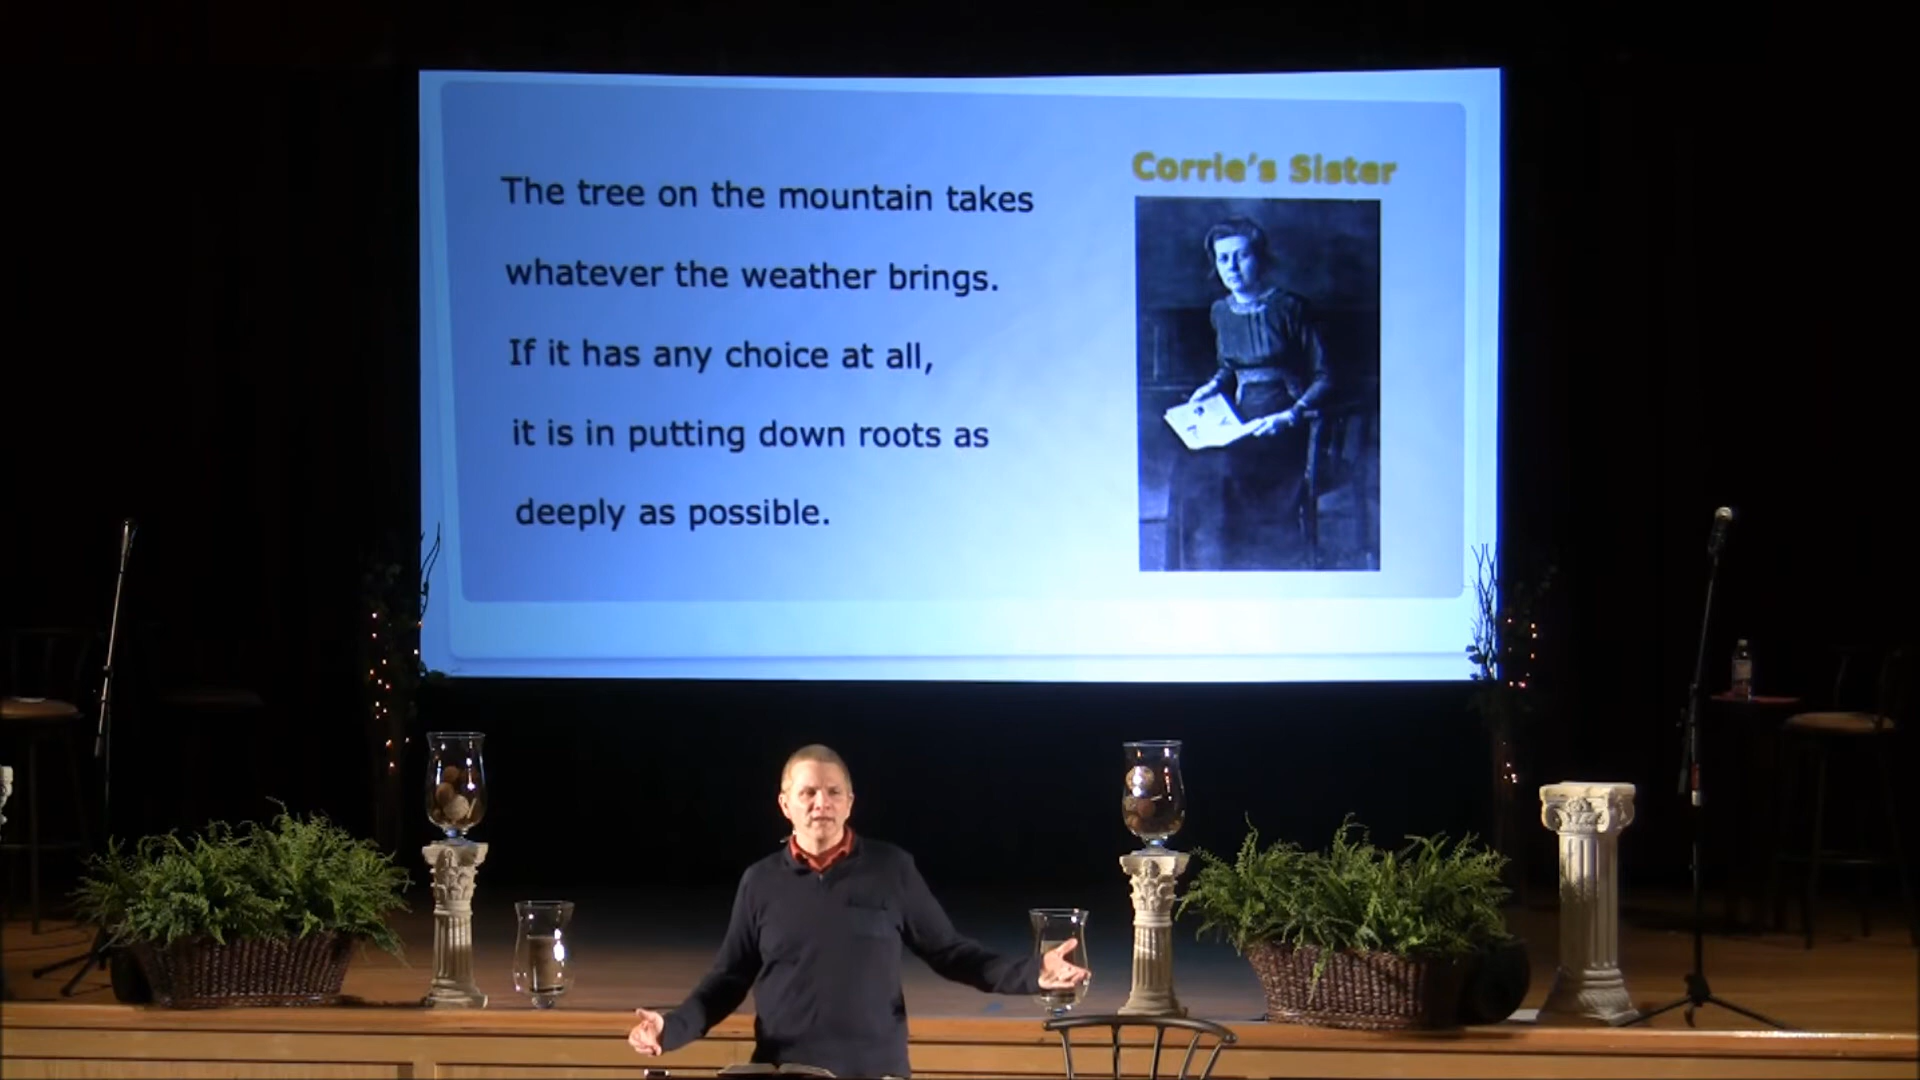 Corrie's Sister
The tree on the mountain takes
whatever the weather brings.
If it has any choice at all,
it is in putting down roots as
deeply as possible.